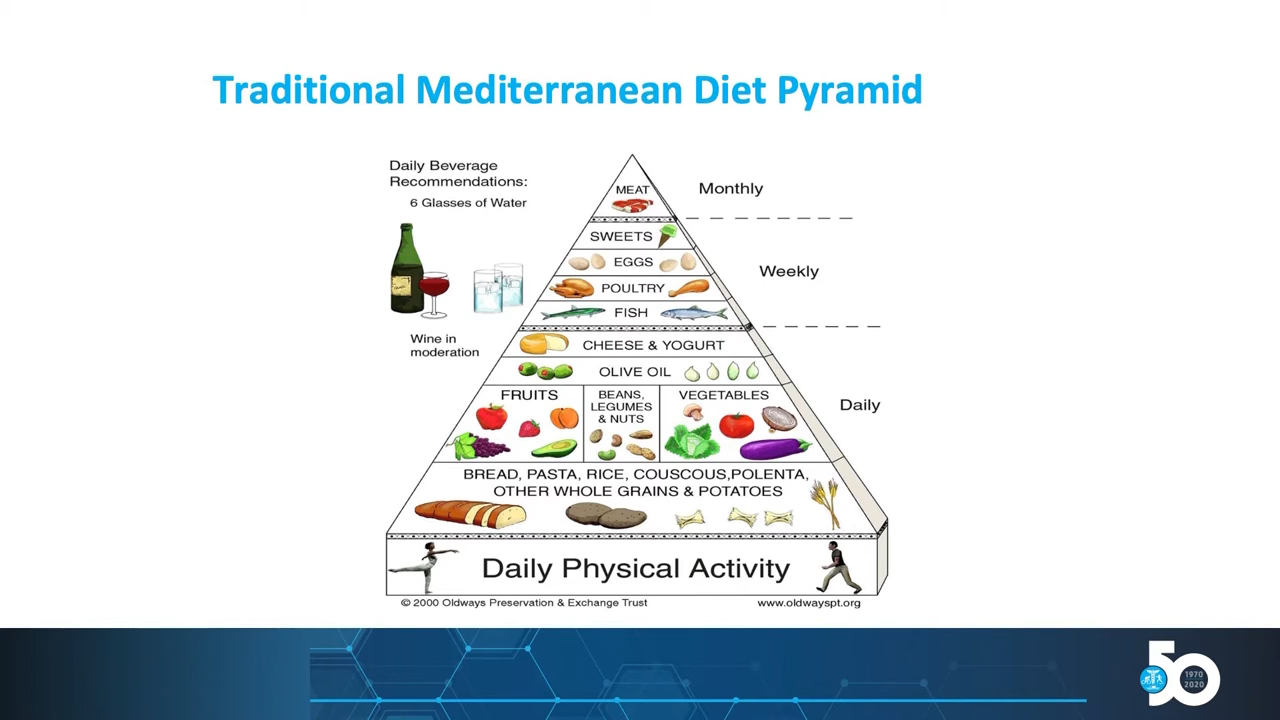 Traditional Mediterranean Diet Pyramid
Daily Beverage
Recommendations:
6 Glasses of Water
Wine in
moderation
MEAT
Monthly
SWEETS
EGGS
POULTRY
FISH
Weekly
CHEESE & YOGURT
OLIVE OIL
FRUITS
BEANS,
LEGUMES
& NUTS
VEGETABLES
Daily
BREAD, PASTA, RICE, COUSCOUS,POLENTA,
OTHER WHOLE GRAINS & POTATOES
Daily Physical Activity
© 2000 Oldways Preservation & Exchange Trust
www.oldwayspt.org
50
1970
2020